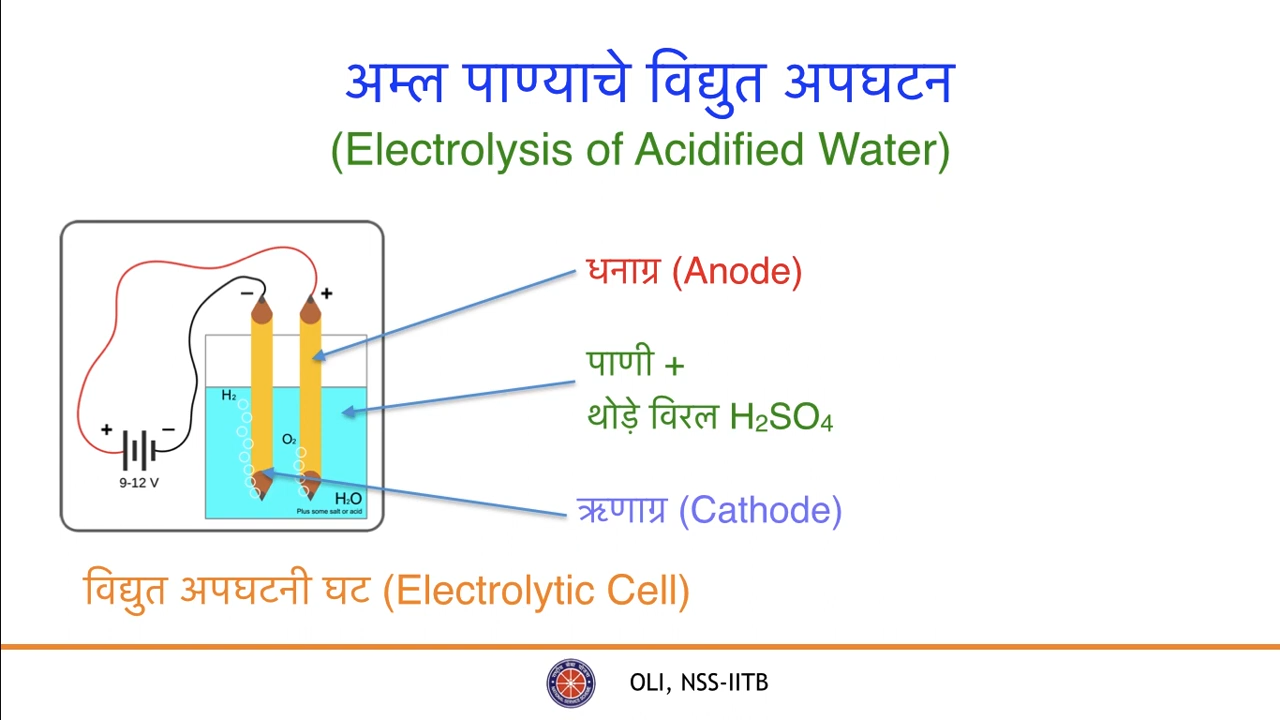 अम्ल पाण्याचे विद्युत अपघटन
(Electrolysis of Acidified Water)
धनाग्र (Anode)
− +
पाणी +
थोड़े विरल H₂SO₄
H₂
+ −
O₂
9-12 V
H₂O
Plus some salt or acid
ऋणाग्र (Cathode)
विद्युत अपघटनी घट (Electrolytic Cell)
OLI, NSS-IITB